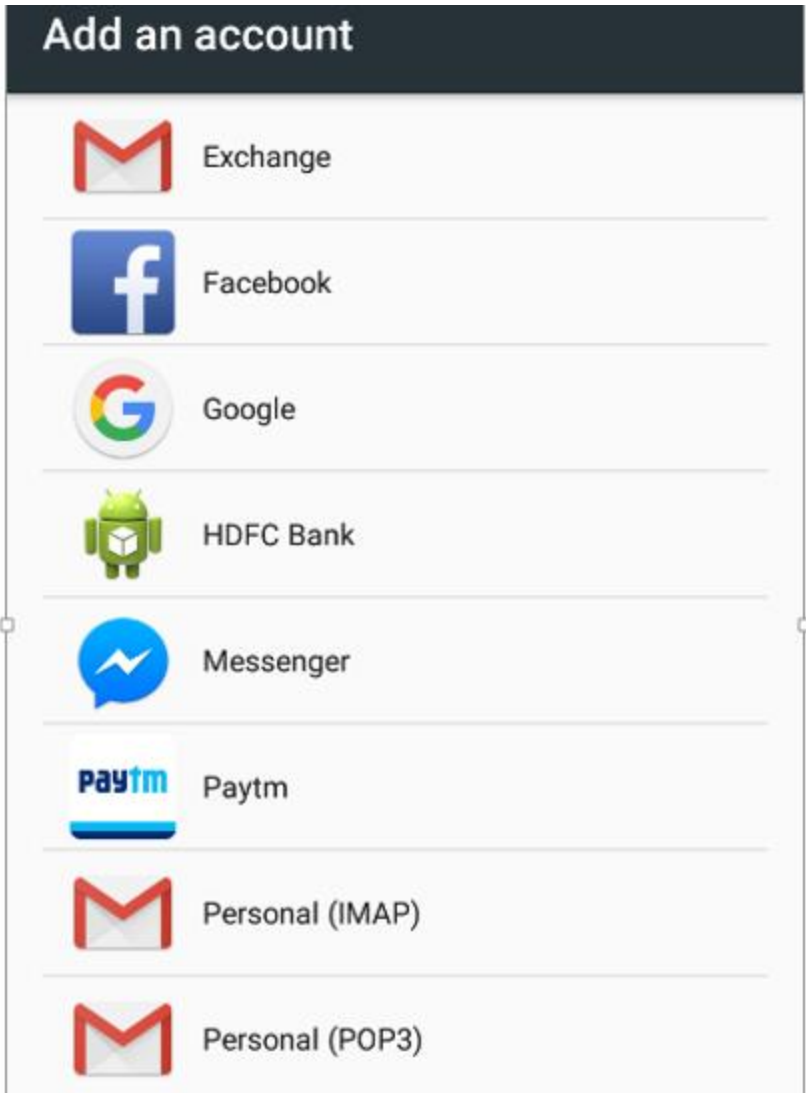 Add an account
Exchange
Facebook
Google
HDFC Bank
Messenger
paytm
Paytm
Personal (IMAP)
Personal (POP3)